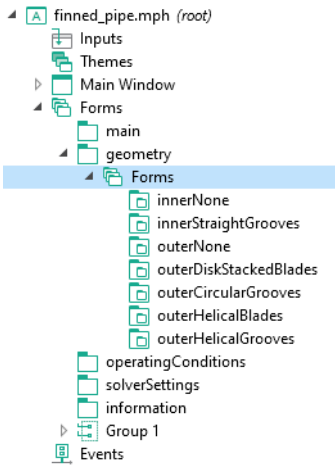 finned_pipe.mph (root)
Inputs
Themes
Main Window
Forms
main
geometry
Forms
innerNone
innerStraightGrooves
outerNone
outerDiskStackedBlades
outerCircularGrooves
outerHelicalBlades
outerHelicalGrooves
operatingConditions
solverSettings
information
Group 1
Events